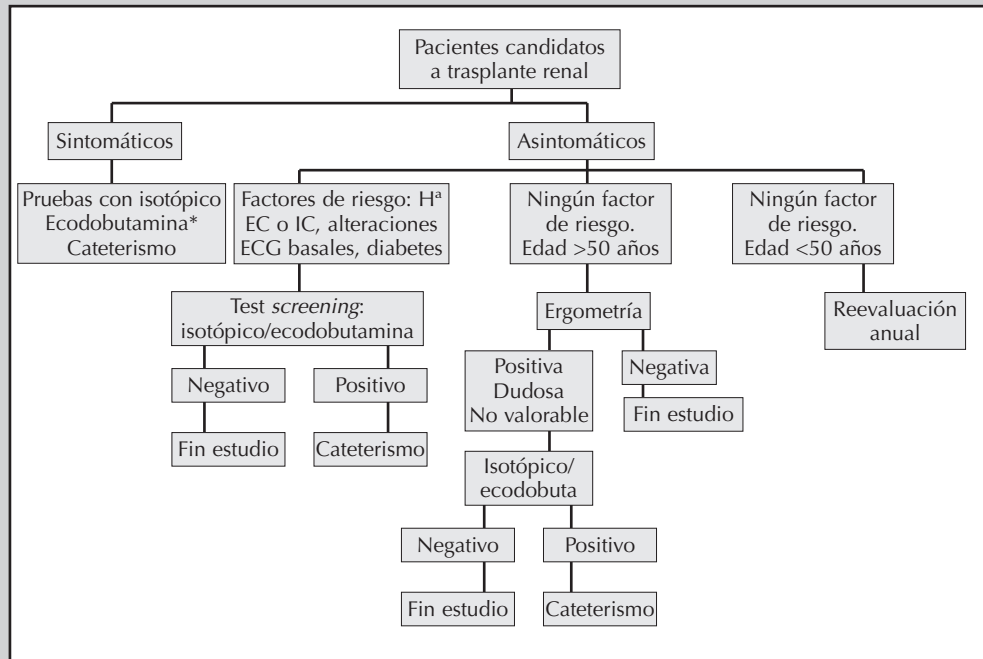 Pacientes candidatos
a trasplante renal
Sintomáticos
Asintomáticos
Pruebas con isotópico
Ecodobutamina*
Cateterismo
Factores de riesgo: Hª
EC o IC, alteraciones
ECG basales, diabetes
Ningún factor
de riesgo.
Edad >50 años
Ningún factor
de riesgo.
Edad <50 años
Test screening:
isotópico/ecodobutamina
Ergometría
Reevaluación
anual
Negativo
Positivo
Positiva
Dudosa
No valorable
Negativa
Fin estudio
Cateterismo
Fin estudio
Isotópico/
ecodobuta
Negativo
Positivo
Fin estudio
Cateterismo